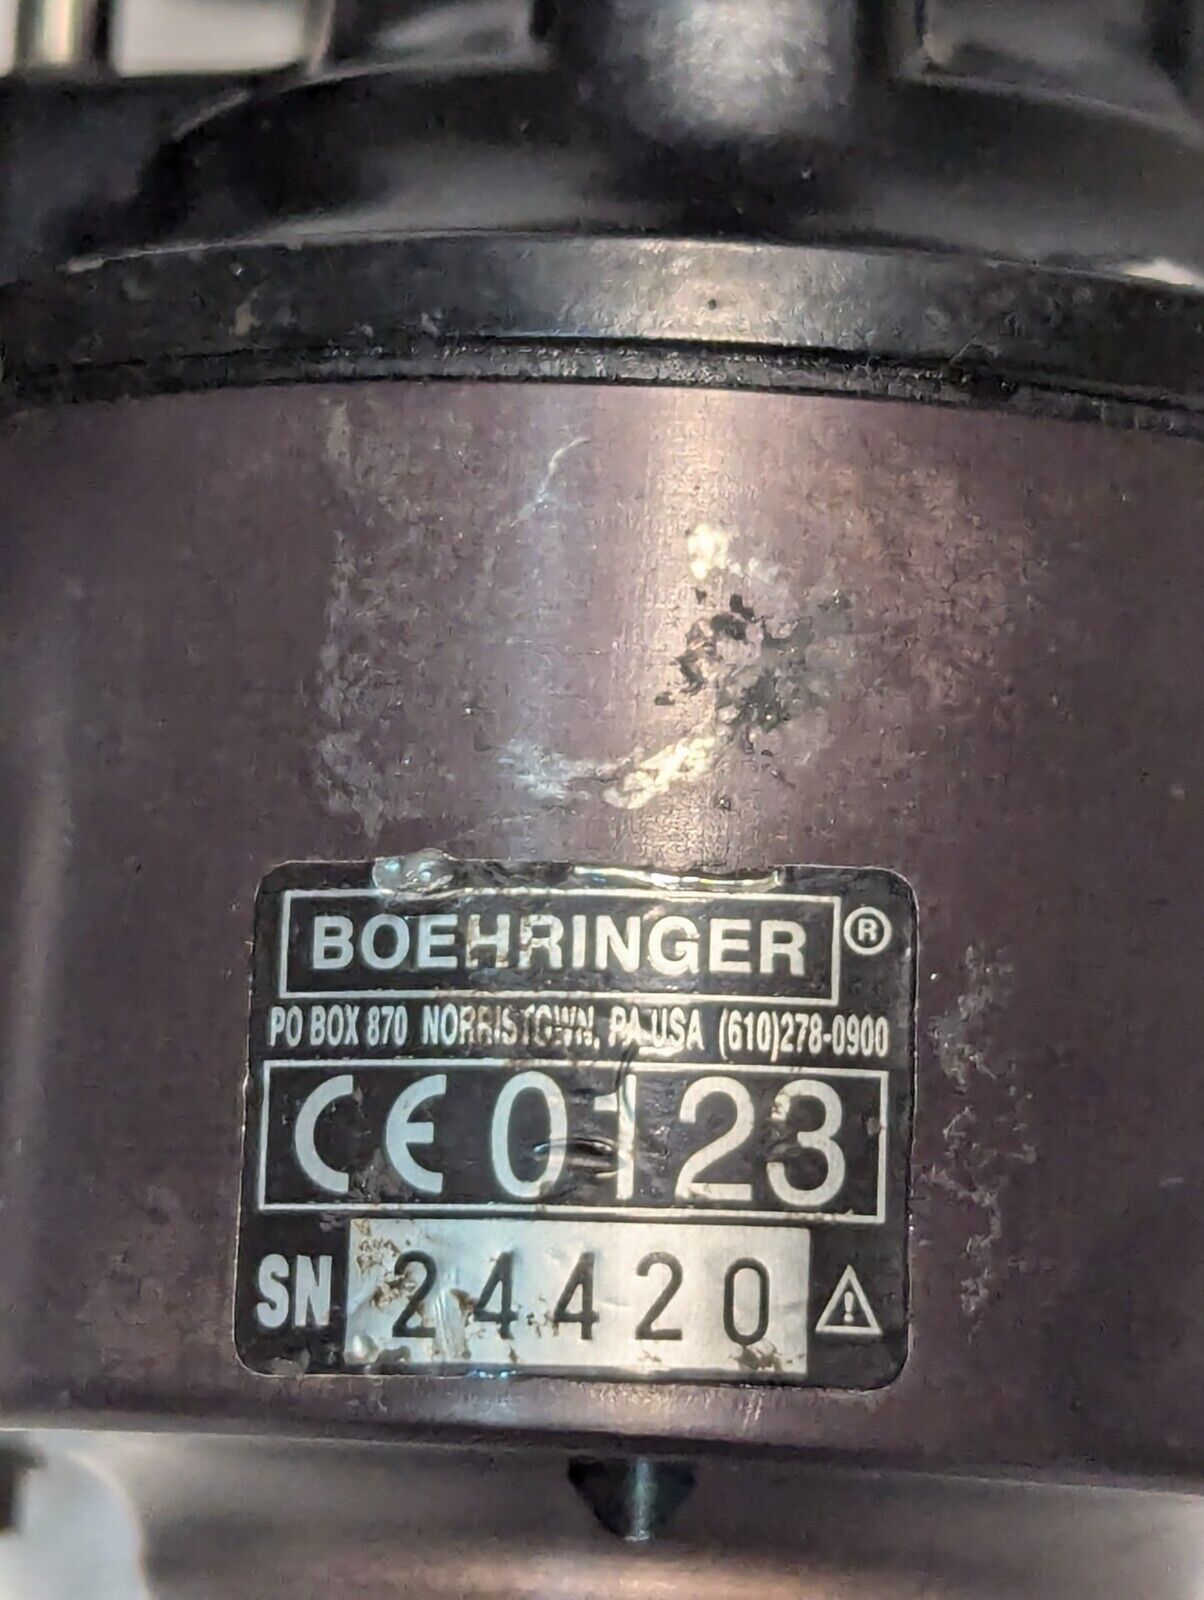 BOEHRINGER ®
PO BOX 870 NORRISTOWN, PA USA (610)278-0900
CE 0123
SN 24420